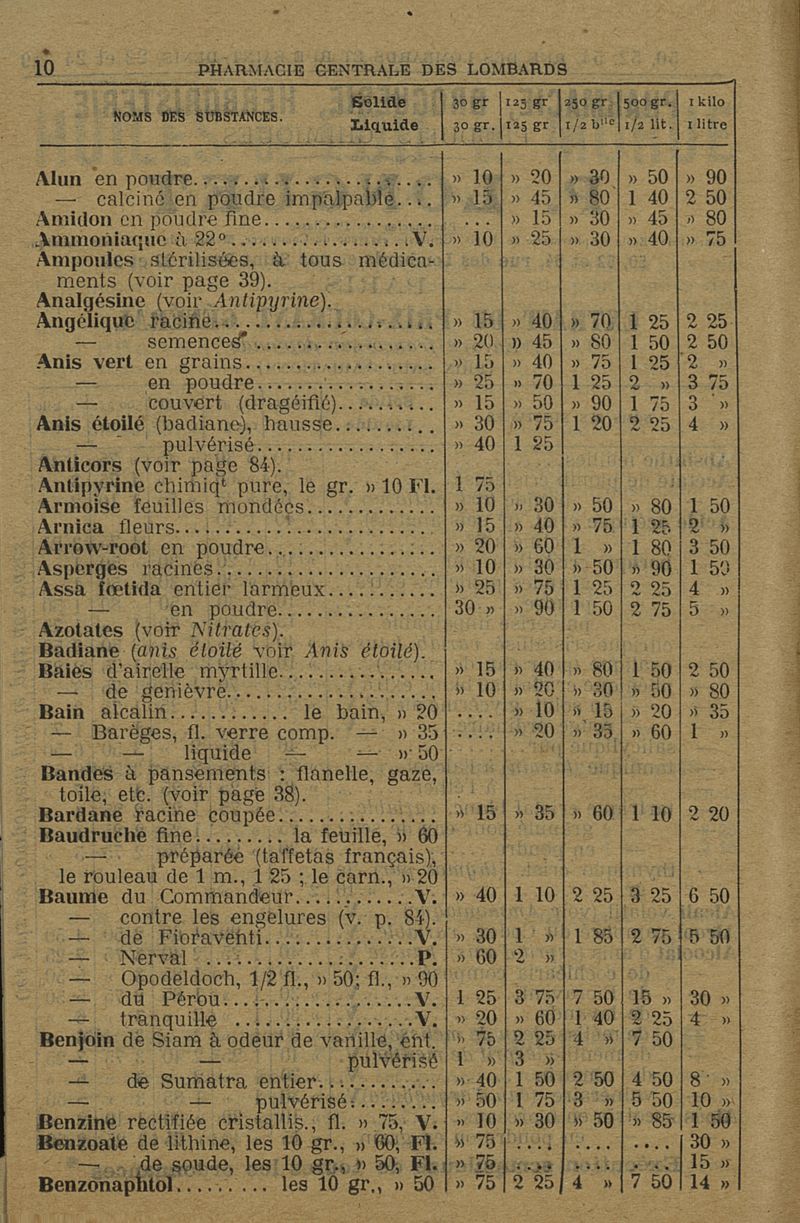 10 PHARMACIE CENTRALE DES LOMBARDS
NOMS DES SUBSTANCES. Solide 30 gr 125 gr 250 gr. 500 gr. 1 kilo
Liquide 30 gr. 125 gr 1/2 blle 1/2 lit. 1 litre
Alun en poudre.................... » 10 » 20 » 30 » 50 » 90
— calciné en poudre impalpable.... » 15 » 45 » 80 1 40 2 50
Amidon en poudre fine.................. ... » 15 » 30 » 45 » 80
Ammoniaque à 22°..................V. » 10 » 25 » 30 » 40 » 75
Ampoules stérilisées, à tous médica-
ments (voir page 39).
Analgésine (voir Antipyrine).
Angélique racine..................... » 15 » 40 » 70 1 25 2 25
— semences .................. » 20 » 45 » 80 1 50 2 50
Anis vert en grains................... » 15 » 40 » 75 1 25 2 »
— en poudre.................. » 25 » 70 1 25 2 » 3 75
— couvert (dragéifié).......... » 15 » 50 » 90 1 75 3 »
Anis étoilé (badiane), hausse.......... » 30 » 75 1 20 2 25 4 »
— pulvérisé.................. » 40 1 25
Anticors (voir page 84).
Antipyrine chimiqt pure, le gr. » 10 Fl. 1 75
Armoise feuilles mondées............. » 10 » 30 » 50 » 80 1 50
Arnica fleurs......................... » 15 » 40 » 75 1 25 2 »
Arrow-root en poudre................. » 20 » 60 1 » 1 80 3 50
Asperges racines...................... » 10 » 30 » 50 » 90 1 50
Assa fœtida entier larmeux........... » 25 » 75 1 25 2 25 4 »
— en poudre................ 30 » » 90 1 50 2 75 5 »
Azotates (voir Nitrates).
Badiane (anis étoilé voir Anis étoilé).
Baies d'airelle myrtille................ » 15 » 40 » 80 1 50 2 50
— de genièvre..................... » 10 » 20 » 30 » 50 » 80
Bain alcalin............ le bain, » 20 .... » 10 » 15 » 20 » 35
— Barèges, fl. verre comp. — » 35 .... » 20 » 35 » 60 1 »
— — liquide — — » 50
Bandes à pansements : flanelle, gaze,
toile, etc. (voir page 38).
Bardane racine coupée................ » 15 » 35 » 60 1 10 2 20
Baudruche fine......... la feuille, » 60
— préparée (taffetas français),
le rouleau de 1 m., 1 25 ; le carn., » 20
Baume du Commandeur............V. » 40 1 10 2 25 3 25 6 50
— contre les engelures (v. p. 84).
— de Fioraventi...............V. » 30 1 » 1 85 2 75 5 50
— Nerval .....................P. » 60 2 »
— Opodeldoch, 1/2 fl., » 50; fl., » 90
— du Pérou...................V. 1 25 3 75 7 50 15 » 30 »
— tranquille ..................V. » 20 » 60 1 40 2 25 4 »
Benjoin de Siam à odeur de vanille, ent. » 75 2 25 4 » 7 50
— — pulvérisé 1 » 3 »
— de Sumatra entier............ » 40 1 50 2 50 4 50 8 »
— — pulvérisé......... » 50 1 75 3 » 5 50 10 »
Benzine rectifiée cristallis., fl. » 75, V. » 10 » 30 » 50 » 85 1 50
Benzoate de lithine, les 10 gr., » 60, Fl. » 75 .... .... .... 30 »
— de soude, les 10 gr., » 50, Fl. » 75 .... .... .... 15 »
Benzonaphtol......... les 10 gr., » 50 » 75 2 25 4 » 7 50 14 »